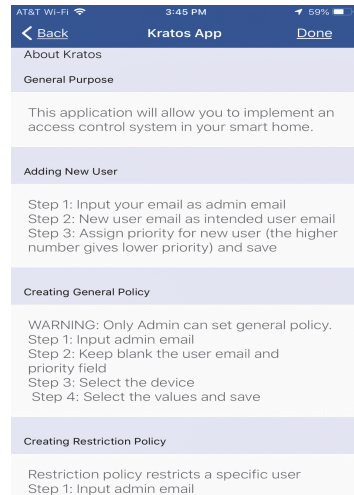 AT&T Wi-Fi 3:45 PM 59%
Back Kratos App Done
About Kratos
General Purpose
This application will allow you to implement an
access control system in your smart home.
Adding New User
Step 1: Input your email as admin email
Step 2: New user email as intended user email
Step 3: Assign priority for new user (the higher
number gives lower priority) and save
Creating General Policy
WARNING: Only Admin can set general policy.
Step 1: Input admin email
Step 2: Keep blank the user email and
priority field
Step 3: Select the device
Step 4: Select the values and save
Creating Restriction Policy
Restriction policy restricts a specific user
Step 1: Input admin email